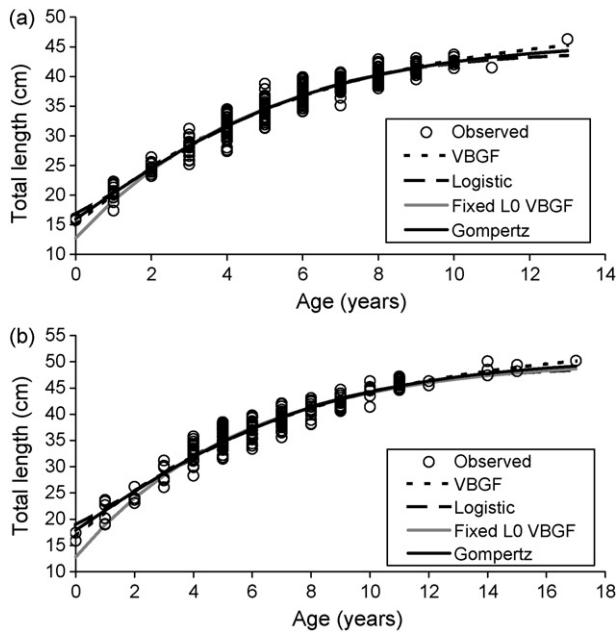 (a)
50
45
40
35
30
25
20
15
10
Total length (cm)
Observed
VBGF
Logistic
Fixed L0 VBGF
Gompertz
0 2 4 6 8 10 12 14
Age (years)
(b)
55
50
45
40
35
30
25
20
15
10
Total length (cm)
Observed
VBGF
Logistic
Fixed L0 VBGF
Gompertz
0 2 4 6 8 10 12 14 16 18
Age (years)